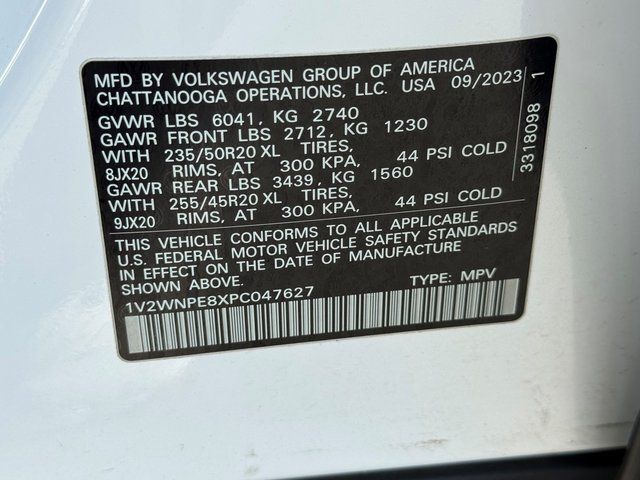 MFD BY VOLKSWAGEN GROUP OF AMERICA
CHATTANOOGA OPERATIONS, LLC. USA 09/2023
GVWR LBS 6041, KG 2740
GAWR FRONT LBS 2712, KG 1230
WITH 235/50R20 XL TIRES,
8JX20 RIMS, AT 300 KPA, 44 PSI COLD
GAWR REAR LBS 3439, KG 1560
WITH 255/45R20 XL TIRES,
9JX20 RIMS, AT 300 KPA, 44 PSI COLD
THIS VEHICLE CONFORMS TO ALL APPLICABLE
U.S. FEDERAL MOTOR VEHICLE SAFETY STANDARDS
IN EFFECT ON THE DATE OF MANUFACTURE
SHOWN ABOVE.
1V2WNPE8XPC047627 TYPE: MPV
3318098 1